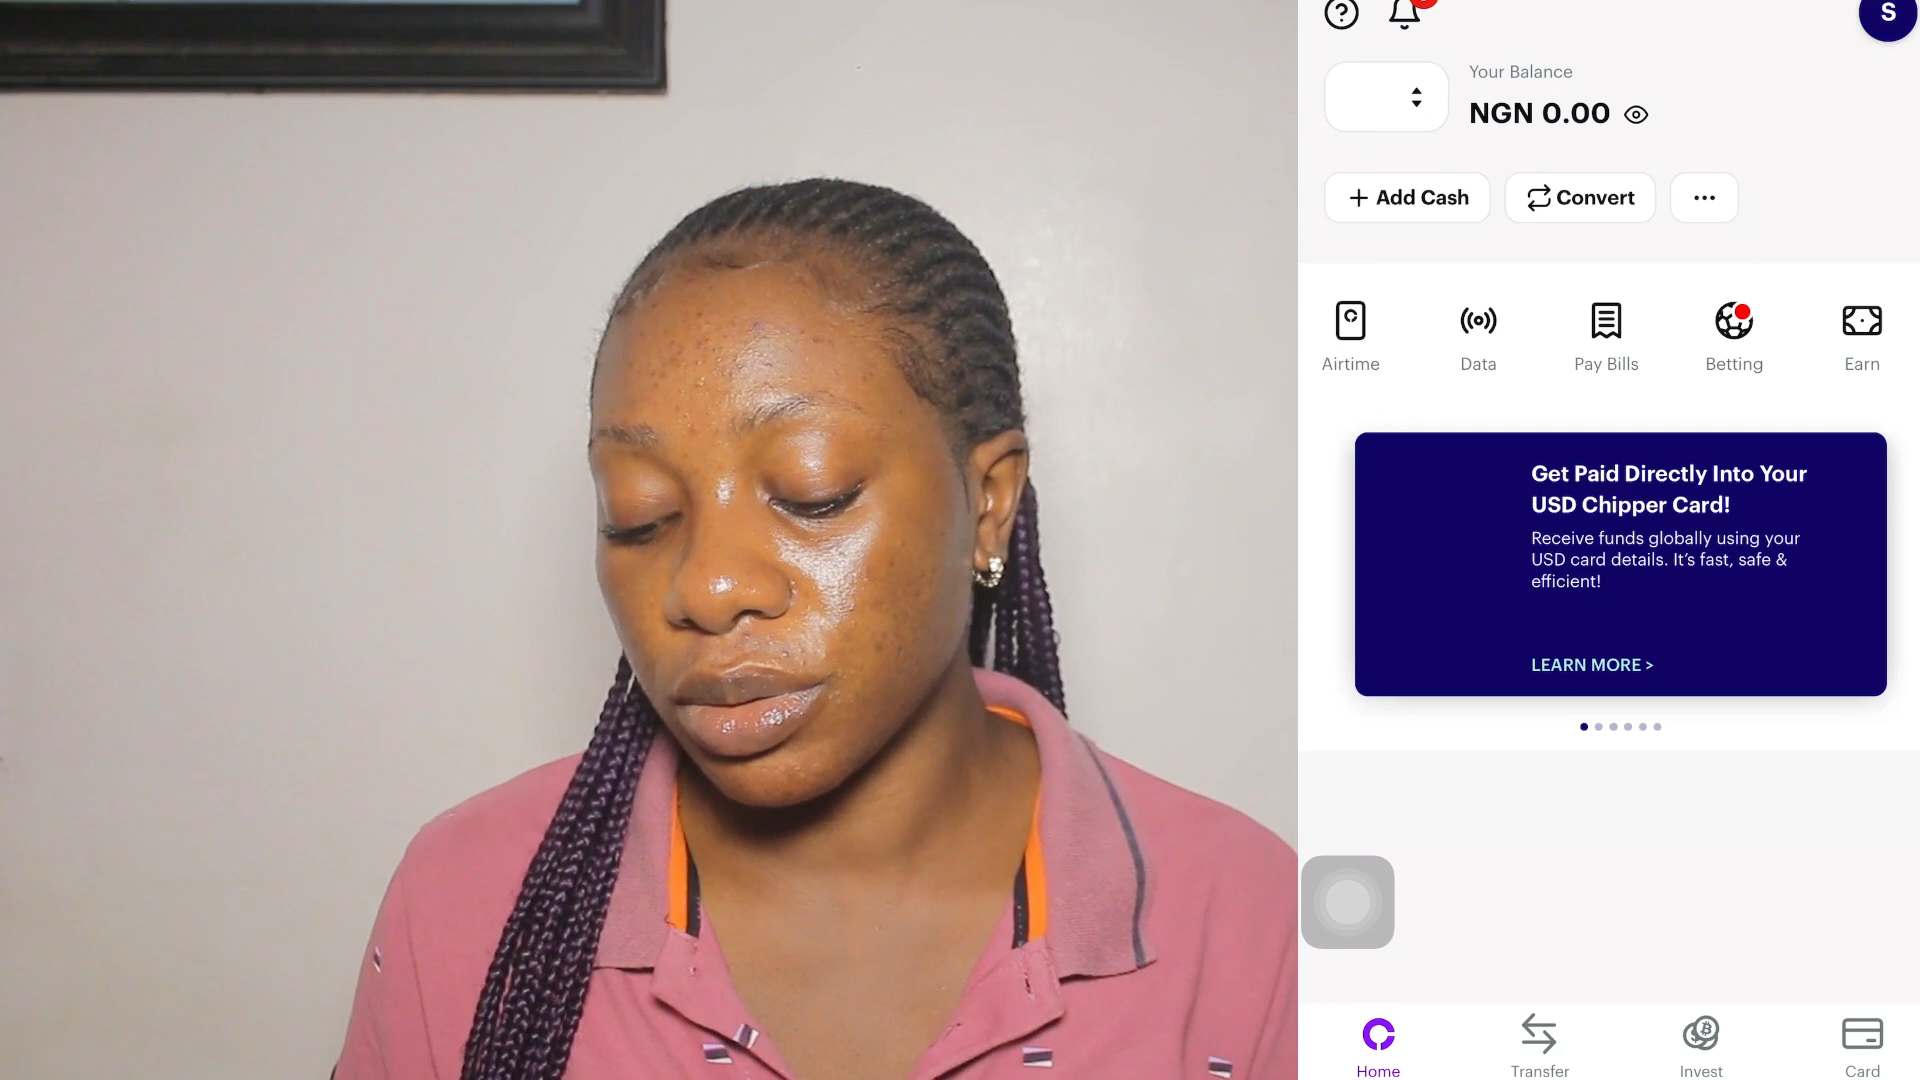 S
Your Balance
NGN 0.00
Add Cash
Convert
Airtime
Data
Pay Bills
Betting
Earn
Get Paid Directly Into Your
USD Chipper Card!
Receive funds globally using your
USD card details. It's fast, safe &
efficient!
LEARN MORE >
Home
Transfer
Invest
Card